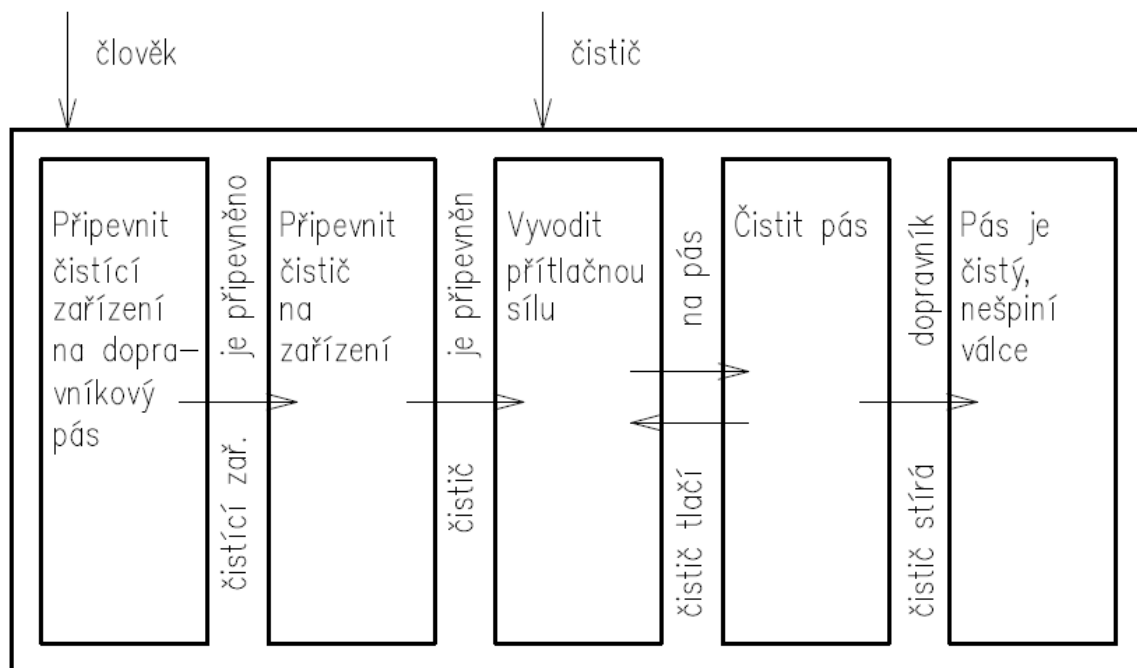 člověk
čistič
Připevnit
čistící
zařízení
na dopra–
vníkový
pás
čistící zař. je připevněno
Připevnit
čistič
na
zařízení
čistič je připevněn
Vyvodit
přítlačnou
sílu
čistič tlačí na pás
Čistit pás
čistič stírá dopravník
Pás je
čistý,
nešpiní
válce